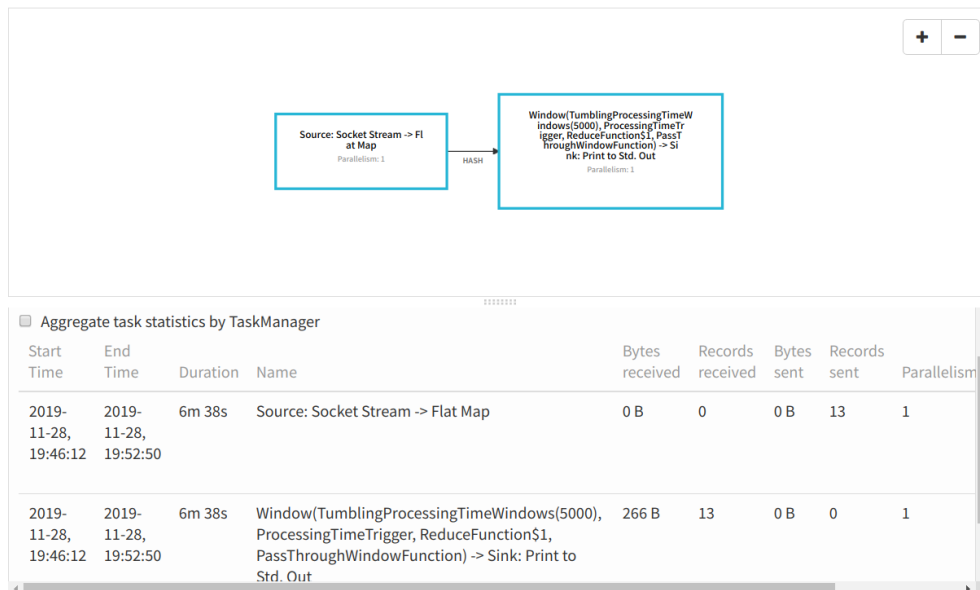 + −
Source: Socket Stream -> Fl
at Map
Parallelism: 1
HASH
Window(TumblingProcessingTimeW
indows(5000), ProcessingTimeTr
igger, ReduceFunction$1, PassT
hroughWindowFunction) -> Si
nk: Print to Std. Out
Parallelism: 1
Aggregate task statistics by TaskManager
Start Time End Time Duration Name Bytes received Records received Bytes sent Records sent Parallelism
2019-11-28, 19:46:12 2019-11-28, 19:52:50 6m 38s Source: Socket Stream -> Flat Map 0 B 0 0 B 13 1
2019-11-28, 19:46:12 2019-11-28, 19:52:50 6m 38s Window(TumblingProcessingTimeWindows(5000),
ProcessingTimeTrigger, ReduceFunction$1,
PassThroughWindowFunction) -> Sink: Print to
Std. Out 266 B 13 0 B 0 1